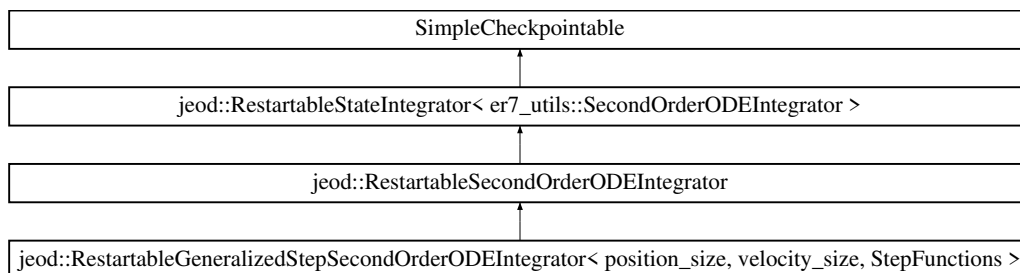 SimpleCheckpointable
jeod::RestartableStateIntegrator< er7_utils::SecondOrderODEIntegrator >
jeod::RestartableSecondOrderODEIntegrator
jeod::RestartableGeneralizedStepSecondOrderODEIntegrator< position_size, velocity_size, StepFunctions >